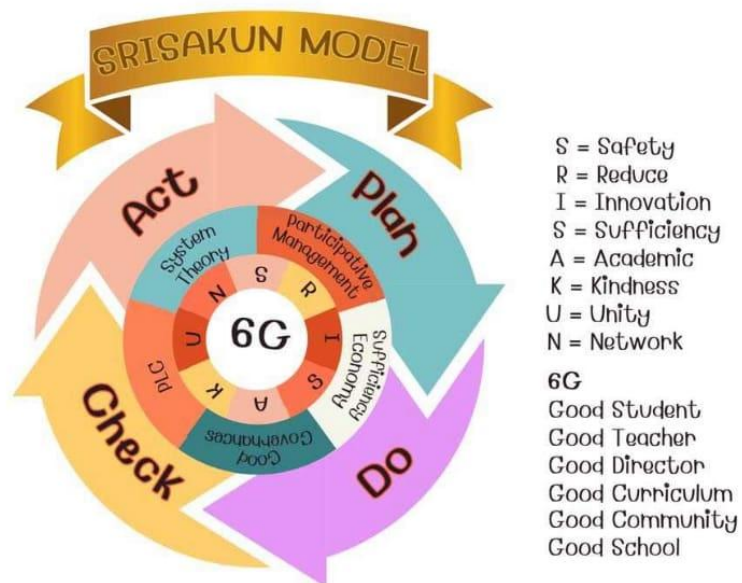 SRISAKUN MODEL
Act
Plan
Check
Do
System
Theory
Participative
Management
Sufficiency
Economy
Good
Governances
PLC
S
R
I
S
A
K
U
N
6G
S = Safety
R = Reduce
I = Innovation
S = Sufficiency
A = Academic
K = Kindness
U = Unity
N = Network
6G
Good Student
Good Teacher
Good Director
Good Curriculum
Good Community
Good School